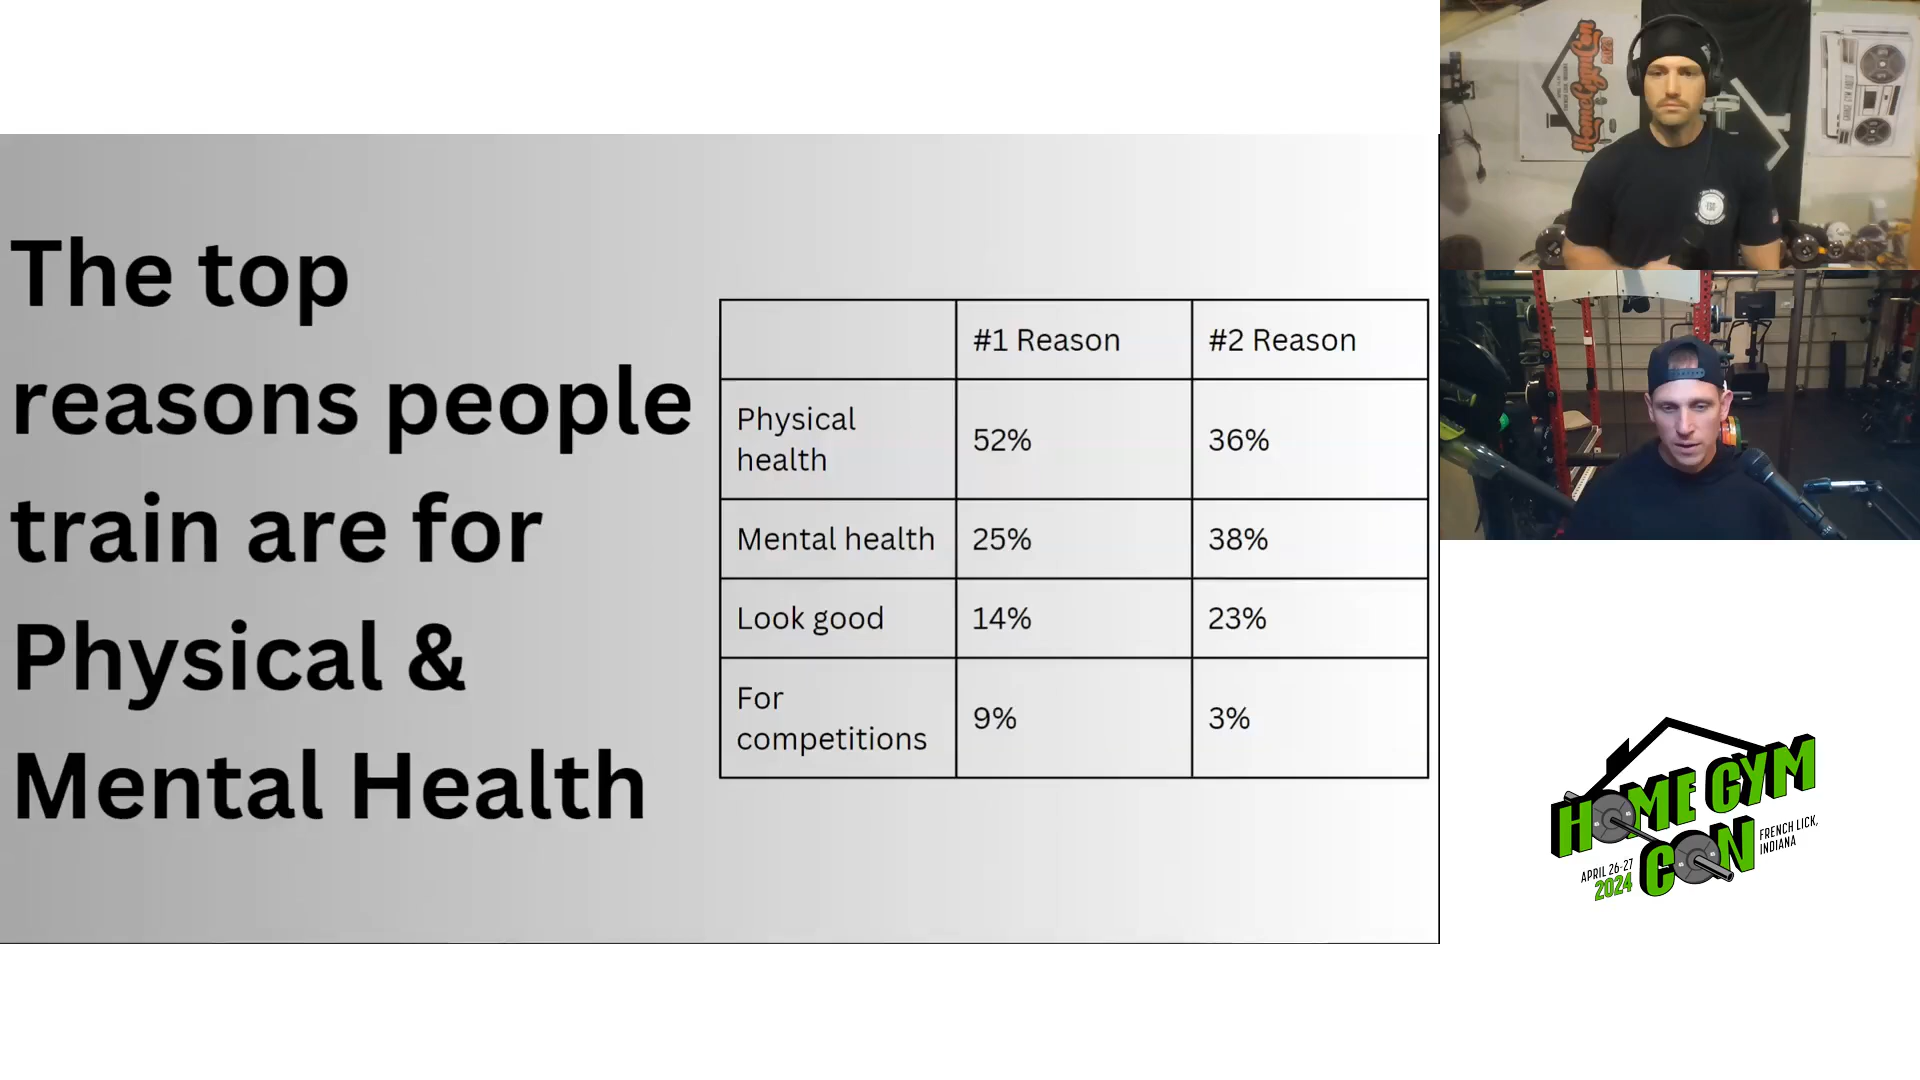 The top
reasons people
train are for
Physical &
Mental Health
#1 Reason #2 Reason
Physical
health
52% 36%
Mental health 25% 38%
Look good 14% 23%
For
competitions
9% 3%
HomeGymCon
HOME GYM
CON
FRENCH LICK,
INDIANA
APRIL 26-27
2024